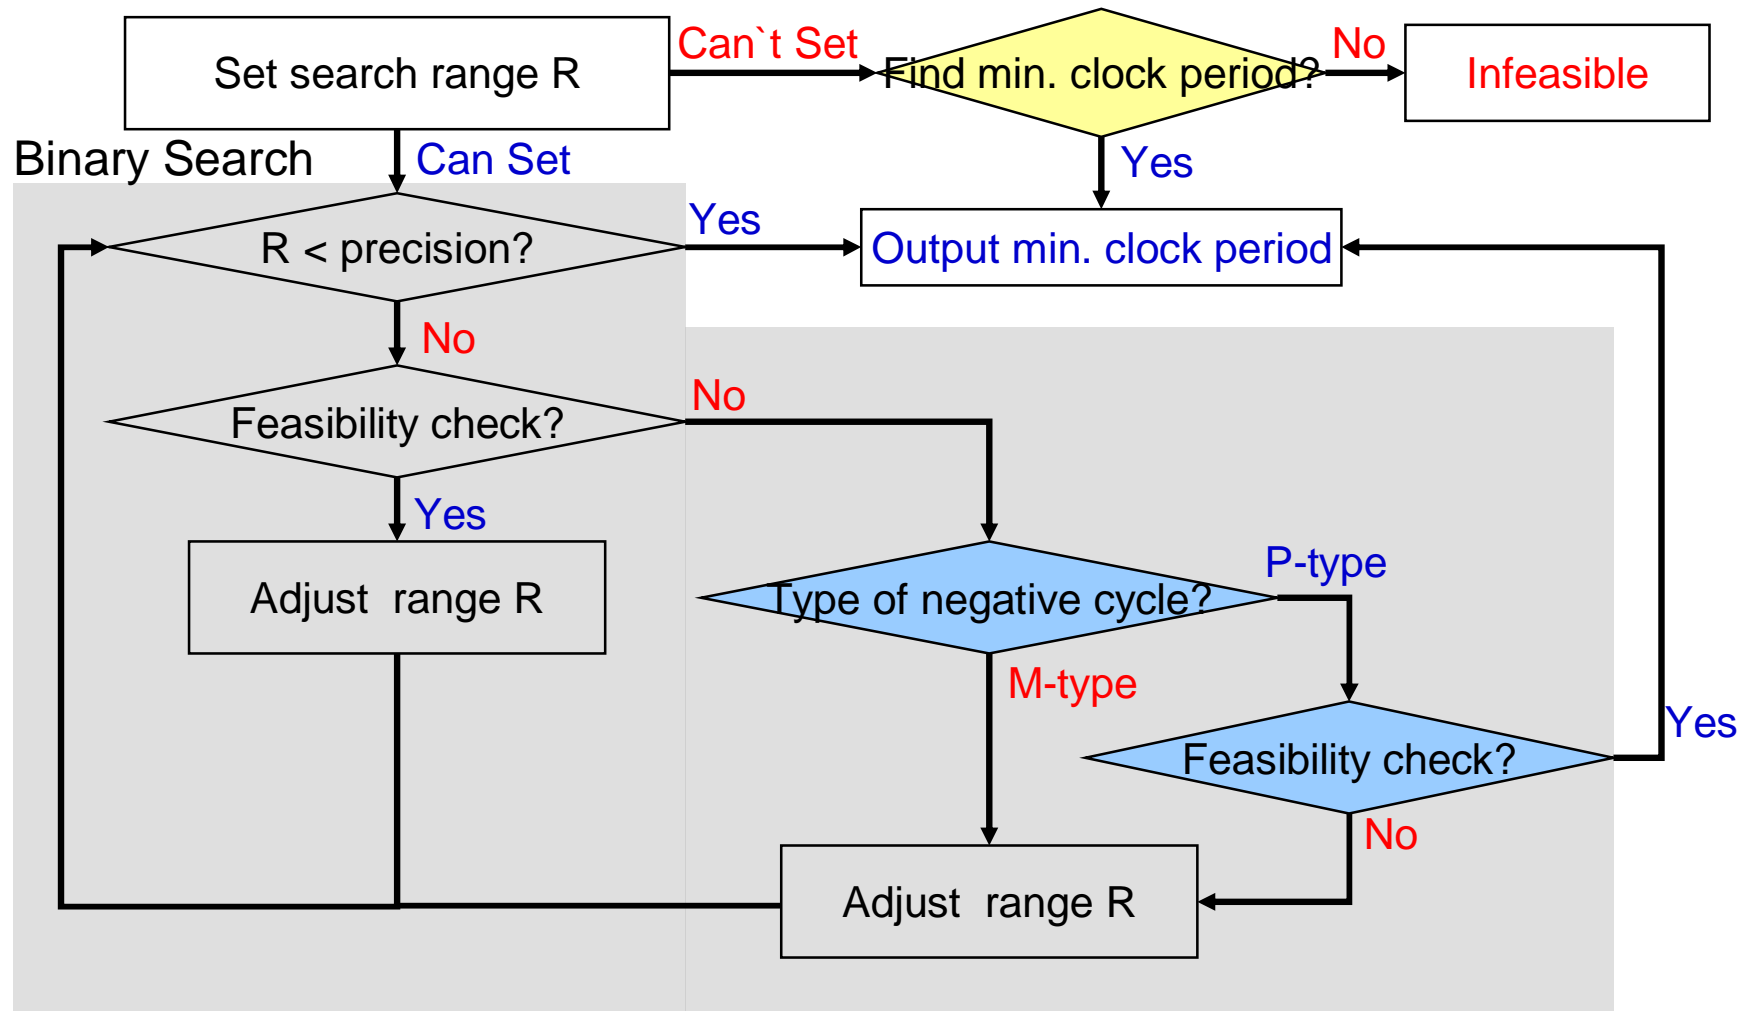 Set search range R
Can`t Set
Find min. clock period?
No
Infeasible
Binary Search
Can Set
Yes
R < precision?
Yes
Output min. clock period
No
Feasibility check?
No
Yes
Adjust range R
Type of negative cycle?
P-type
M-type
Feasibility check?
Yes
No
Adjust range R